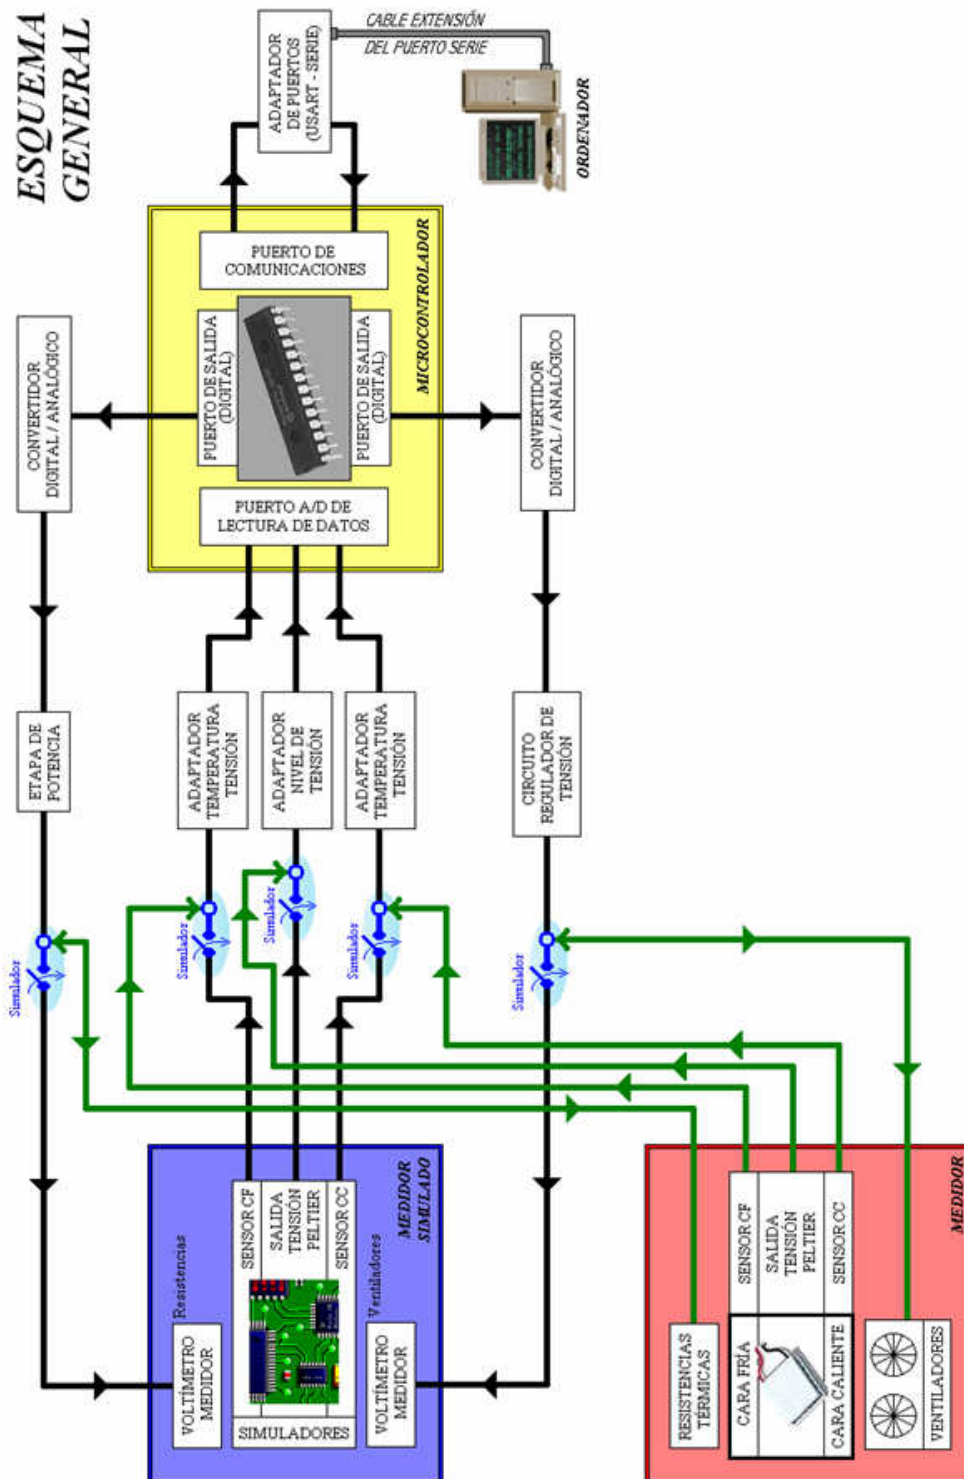 ESQUEMA
GENERAL
CABLE EXTENSIÓN
DEL PUERTO SERIE
ADAPTADOR
DE PUERTOS
(USART - SERIE)
ORDENADOR
PUERTO DE
COMUNICACIONES
MICROCONTROLADOR
PUERTO DE SALIDA
(DIGITAL)
PUERTO DE SALIDA
(DIGITAL)
PUERTO A/D DE
LECTURA DE DATOS
CONVERTIDOR
DIGITAL / ANALÓGICO
CONVERTIDOR
DIGITAL / ANALÓGICO
ETAPA DE
POTENCIA
ADAPTADOR
TEMPERATURA
TENSIÓN
ADAPTADOR
NIVEL DE
TENSIÓN
ADAPTADOR
TEMPERATURA
TENSIÓN
CIRCUITO
REGULADOR DE
TENSIÓN
Simulador
Simulador
Simulador
Simulador
Simulador
MEDIDOR
SIMULADO
Resistencias
VOLTÍMETRO
MEDIDOR
SENSOR CF
SALIDA
TENSIÓN
PELTIER
SENSOR CC
SIMULADORES
Ventiladores
VOLTÍMETRO
MEDIDOR
MEDIDOR
RESISTENCIAS
TÉRMICAS
SENSOR CF
SALIDA
TENSIÓN
PELTIER
SENSOR CC
CARA FRÍA
CARA CALIENTE
VENTILADORES